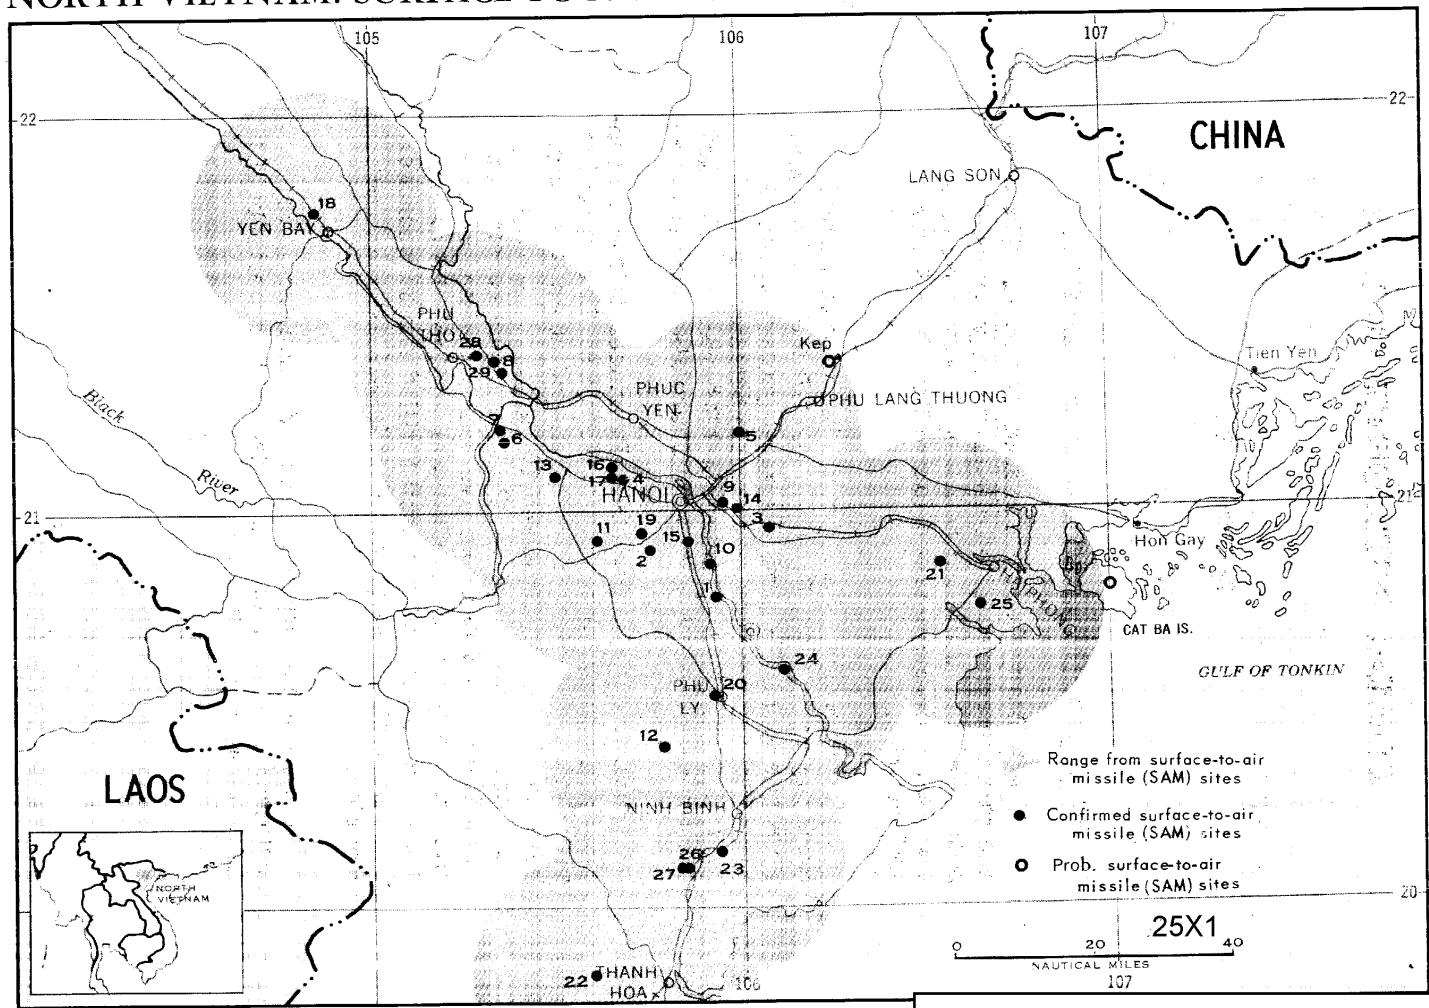 105
106
107
22
22
CHINA
LANG SON
18
YEN BAY
PHU
THO
28
8
29
Kep
Tien Yen
PHUC
YEN
PHU LANG THUONG
Black
River
7
6
5
13
16
17
4
HANOI
9
14
3
21
21
11
19
15
2
10
1
21
HAIPHONG
25
Hon Gay
CAT BA IS.
GULF OF TONKIN
24
PHU
LY
20
12
LAOS
NINH BINH
26
27
23
22
THANH
HOA
Range from surface-to-air
missile (SAM) sites
Confirmed surface-to-air
missile (SAM) sites
Prob. surface-to-air
missile (SAM) sites
20
25X1
0 20 40
NAUTICAL MILES
NORTH
VIETNAM
106
107